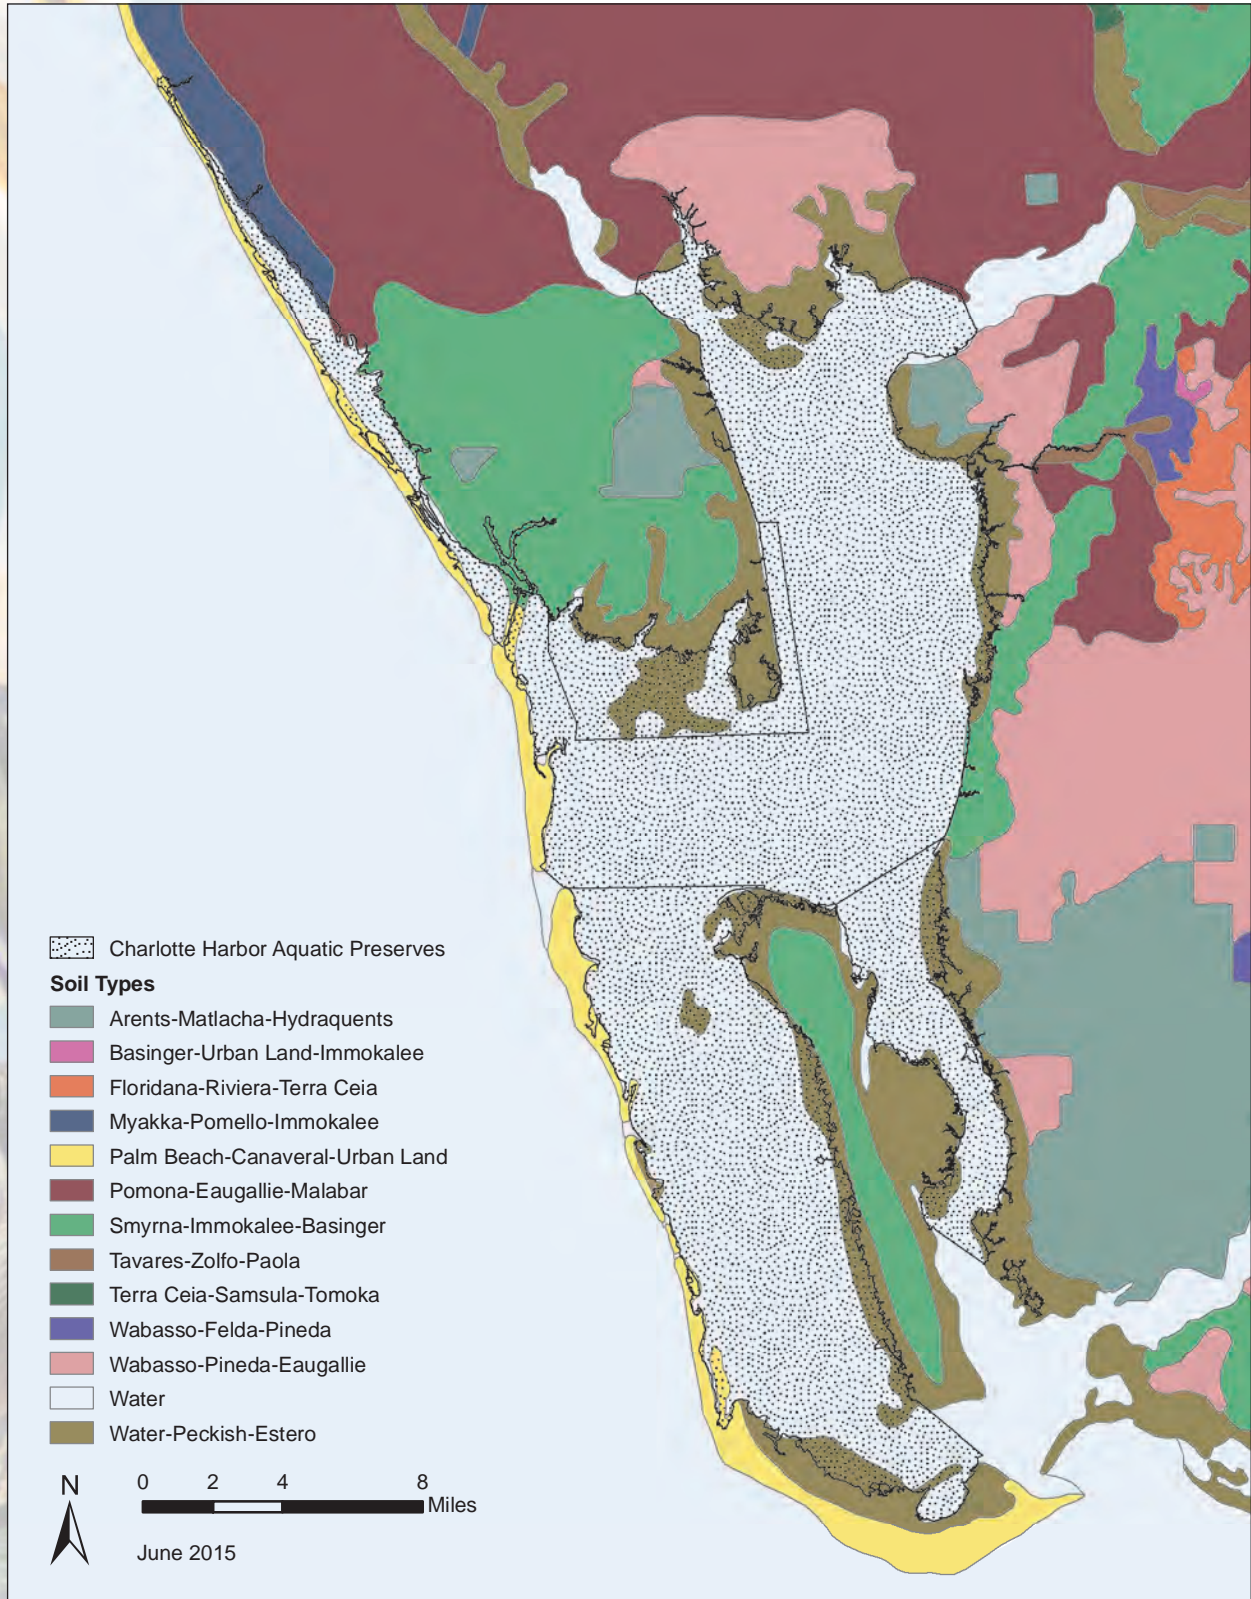 Charlotte Harbor Aquatic Preserves
Soil Types
Arents-Matlacha-Hydraquents
Basinger-Urban Land-Immokalee
Floridana-Riviera-Terra Ceia
Myakka-Pomello-Immokalee
Palm Beach-Canaveral-Urban Land
Pomona-Eaugallie-Malabar
Smyrna-Immokalee-Basinger
Tavares-Zolfo-Paola
Terra Ceia-Samsula-Tomoka
Wabasso-Felda-Pineda
Wabasso-Pineda-Eaugallie
Water
Water-Peckish-Estero
N
0 2 4 8
Miles
June 2015